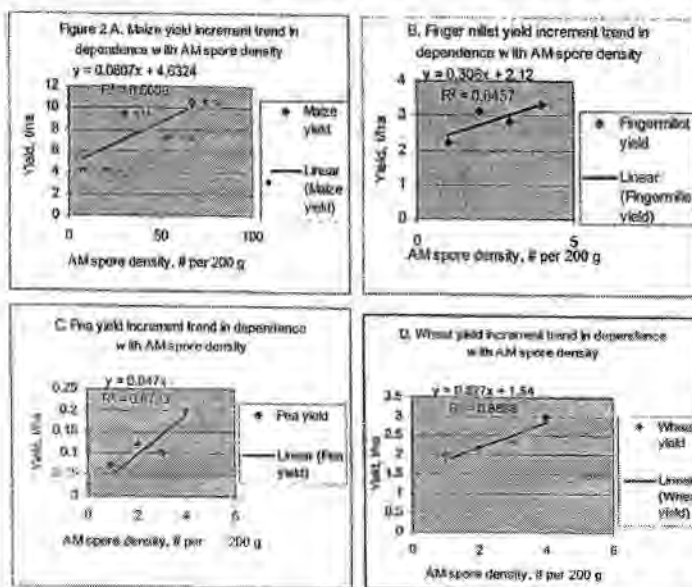 Figure 2 A. Maize yield increment trend in
dependence with AM spore density
y = 0.0807x + 4.6324
Yield, t/ha
12
10
8
6
4
2
0
0 50 100
AM spore density, # per 200 g
Maize
yield
Linear
(Maize
yield)
B. Finger millet yield increment trend in
dependence with AM spore density
y = 0.306x + 2.12
R² = 0.6457
Yield, t/ha
4
3
2
1
0
5
AM spore density, # per 200 g
Fingermillet
yield
Linear
(Fingermillet
yield)
C. Pea yield increment trend in dependence
with AM spore density
y = 0.047x
Yield, t/ha
0.25
0.2
0.15
0.1
0
0 2 4 6
AM spore density, # per 200 g
Pea yield
Linear (Pea
yield)
D. Wheat yield increment trend in dependence
with AM spore density
Yield, t/ha
3.5
3
2.5
2
1.5
1
0.5
0
0 2 4 6
AM spore density, # per 200 g
Wheat
yield
Linear
(Wheat
yield)